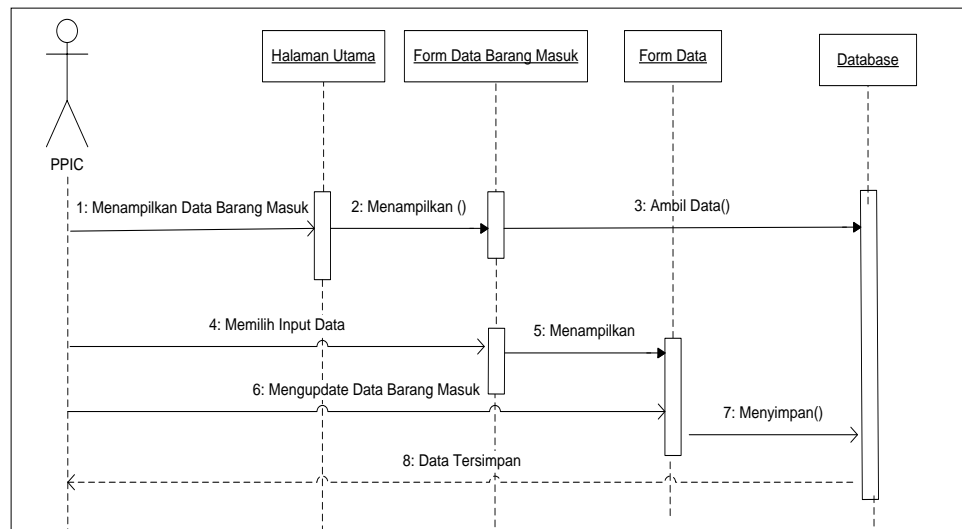 Halaman Utama
Form Data Barang Masuk
Form Data
Database
PPIC
1: Menampilkan Data Barang Masuk
2: Menampilkan ()
3: Ambil Data()
4: Memilih Input Data
5: Menampilkan
6: Mengupdate Data Barang Masuk
7: Menyimpan()
8: Data Tersimpan